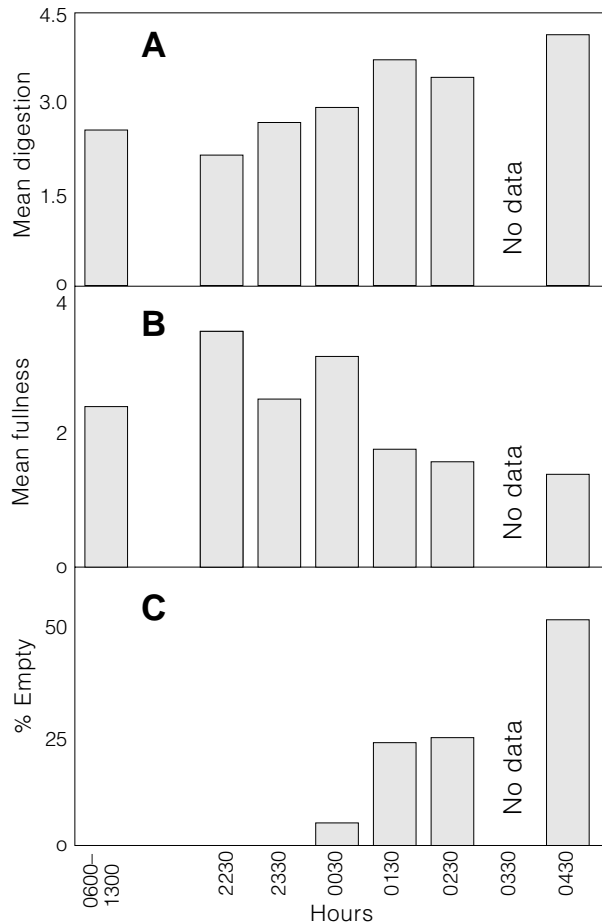 4.5
A
3.0
Mean digestion
1.5
No data
0
4
B
Mean fullness
2
No data
0
C
50
% Empty
25
No data
0
0600–
1300
2230
2330
0030
0130
0230
0330
0430
Hours